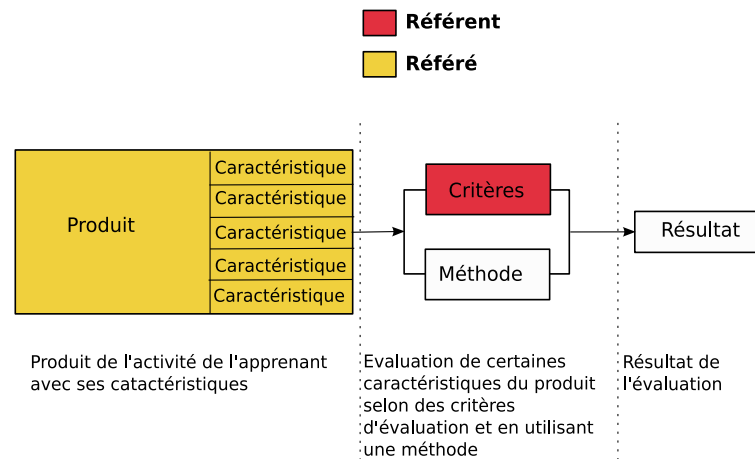 Référent
Référé
Produit
Caractéristique
Caractéristique
Caractéristique
Caractéristique
Caractéristique
Critères
Méthode
Résultat
Produit de l'activité de l'apprenant
avec ses catactéristiques
Evaluation de certaines
caractéristiques du produit
selon des critères
d'évaluation et en utilisant
une méthode
Résultat de
l'évaluation